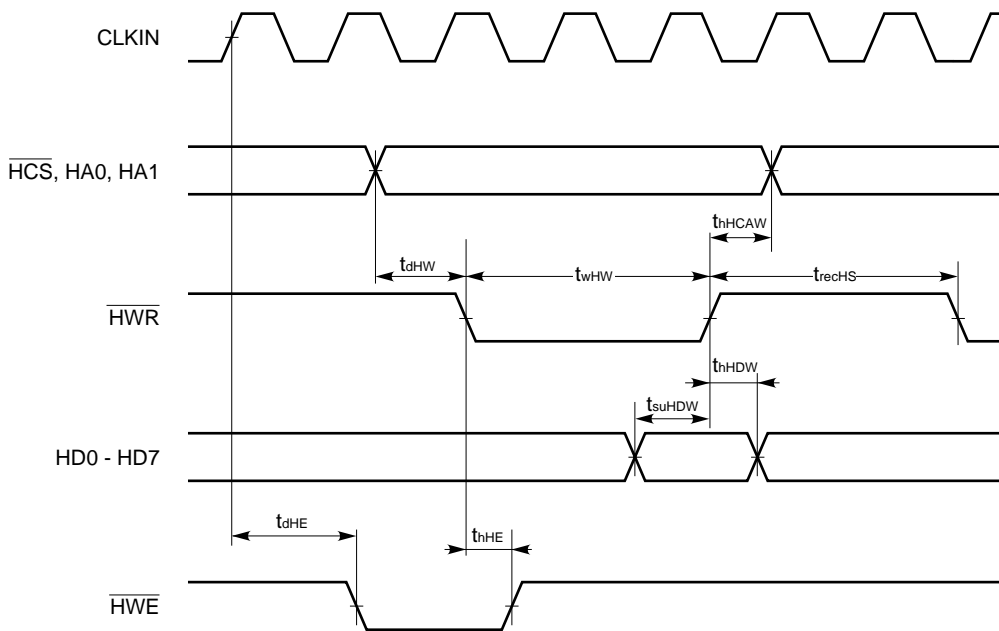 CLKIN
HCS, HA0, HA1
thHCAW
tdHW
twHW
trecHS
HWR
thHDW
tsuHDW
HD0 - HD7
tdHE
thHE
HWE